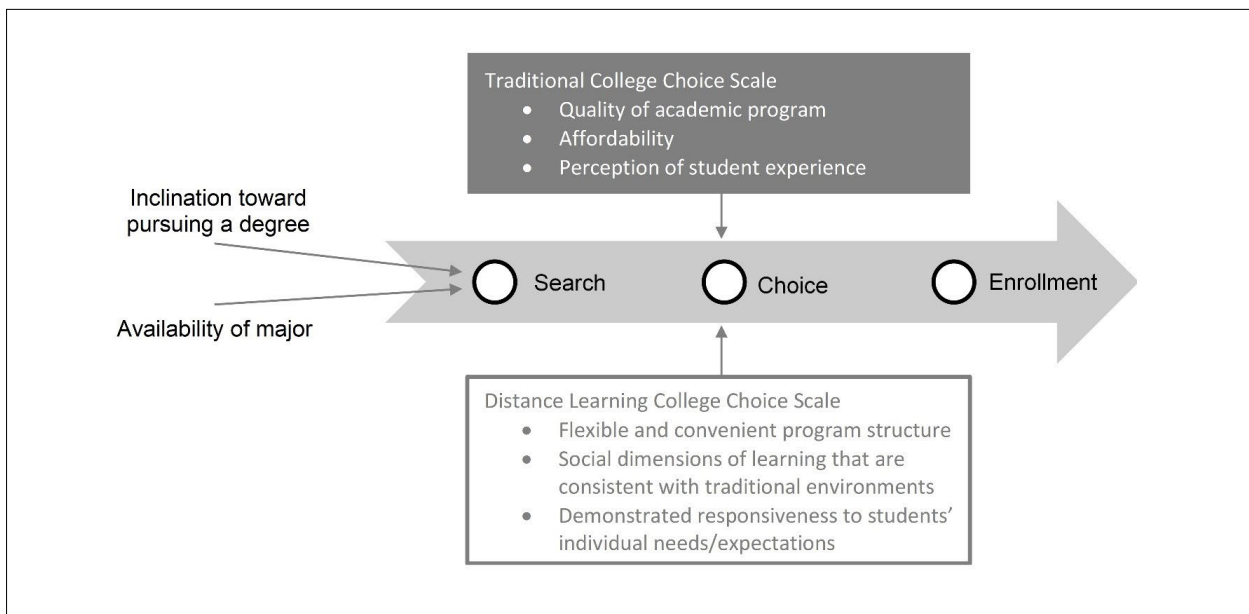 Traditional College Choice Scale
• Quality of academic program
• Affordability
• Perception of student experience
Inclination toward
pursuing a degree
Availability of major
Search
Choice
Enrollment
Distance Learning College Choice Scale
• Flexible and convenient program structure
• Social dimensions of learning that are
consistent with traditional environments
• Demonstrated responsiveness to students’
individual needs/expectations